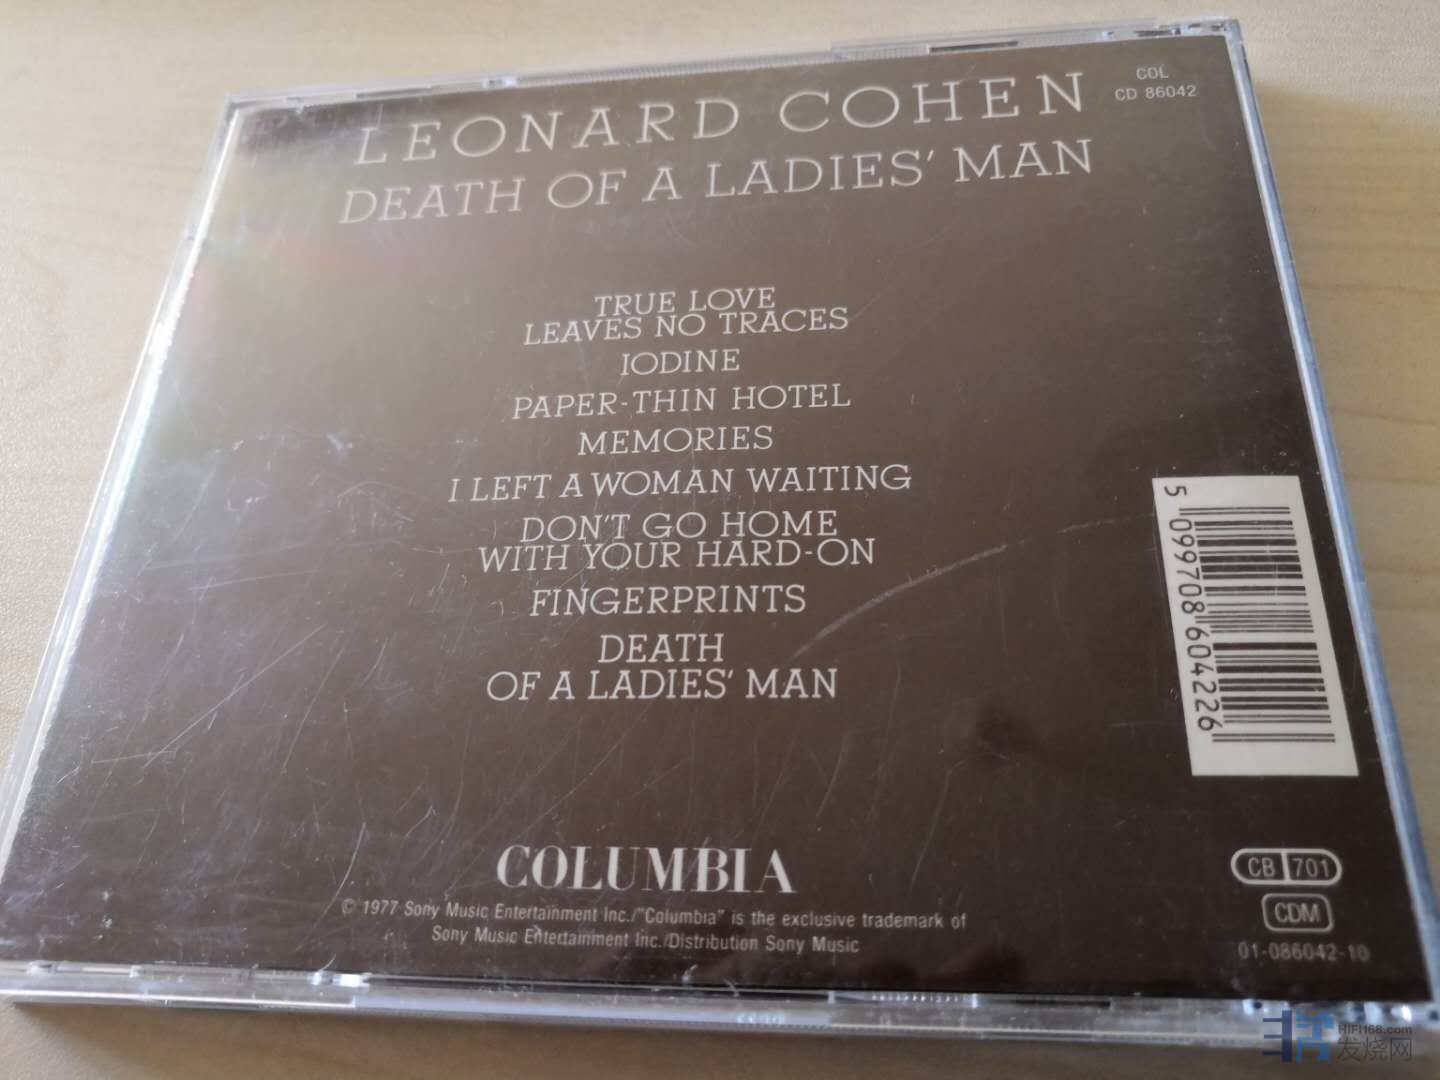 LEONARD COHEN
COL
CD 86042
DEATH OF A LADIES' MAN
TRUE LOVE
LEAVES NO TRACES
IODINE
PAPER-THIN HOTEL
MEMORIES
I LEFT A WOMAN WAITING
DON'T GO HOME
WITH YOUR HARD-ON
FINGERPRINTS
DEATH
OF A LADIES' MAN
5 099708 604226
COLUMBIA
© 1977 Sony Music Entertainment Inc./"Columbia" is the exclusive trademark of
Sony Music Entertainment Inc./Distribution Sony Music
CB 701
CDM
01-086042-10
HIFI168.com
发烧网